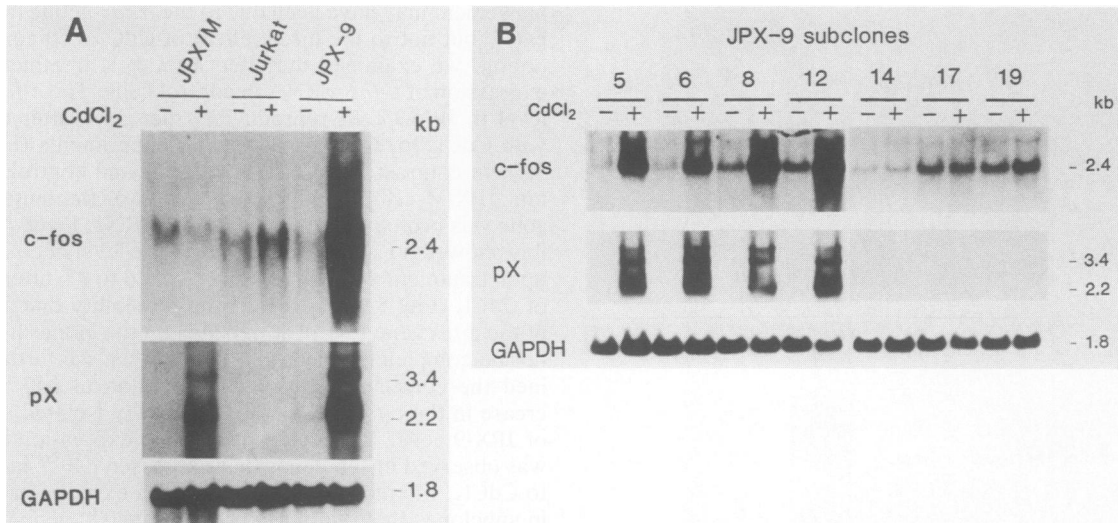 A
JPX/M
Jurkat
JPX-9
CdCl₂ - + - + - +
kb
c-fos
- 2.4
pX
3.4
- 2.2
GAPDH
- 1.8
B
JPX-9 subclones
5 6 8 12 14 17 19
CdCl₂ - + - + - + - + - + - + - +
kb
c-fos
- 2.4
pX
- 3.4
- 2.2
GAPDH
- 1.8